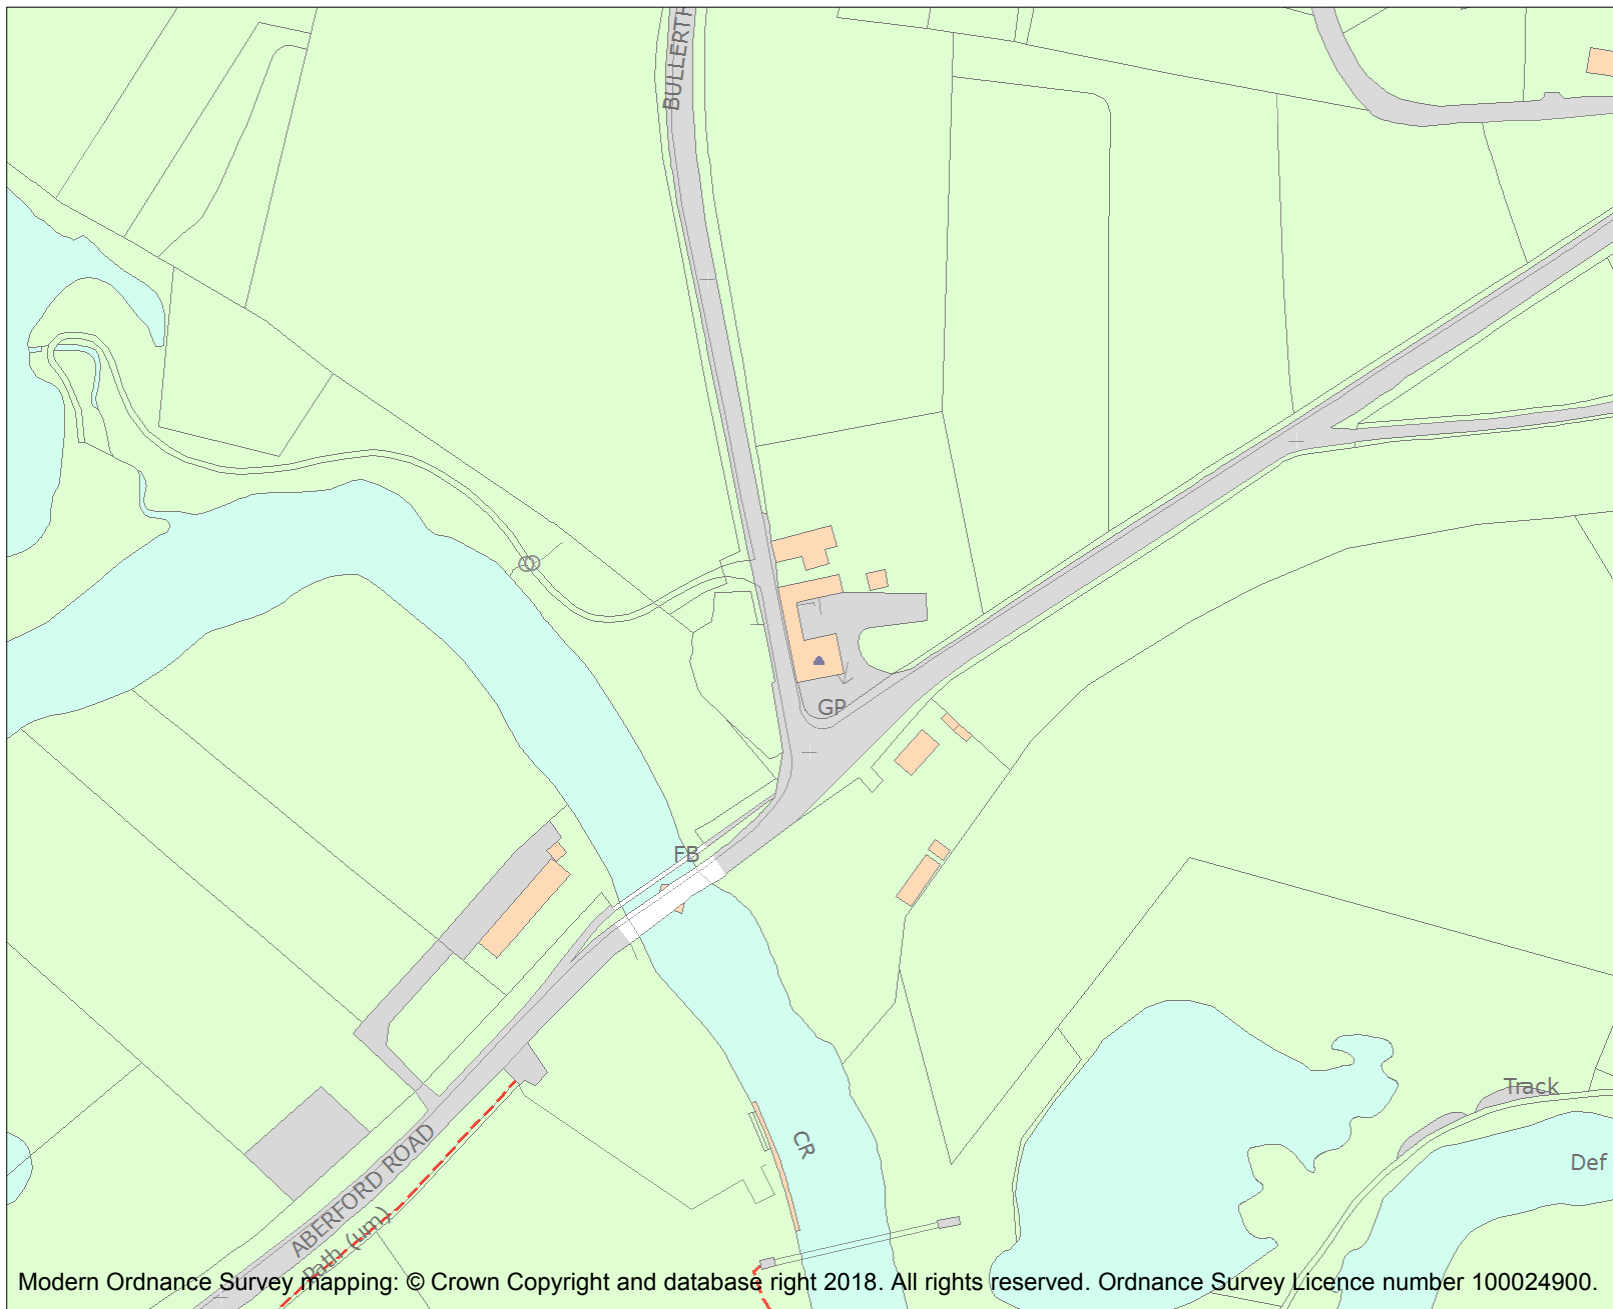 BULLERTH
GP
FB
Track
ABERFORD ROAD
CR
Def
Path (um)
Modern Ordnance Survey mapping: © Crown Copyright and database right 2018. All rights reserved. Ordnance Survey Licence number 100024900.